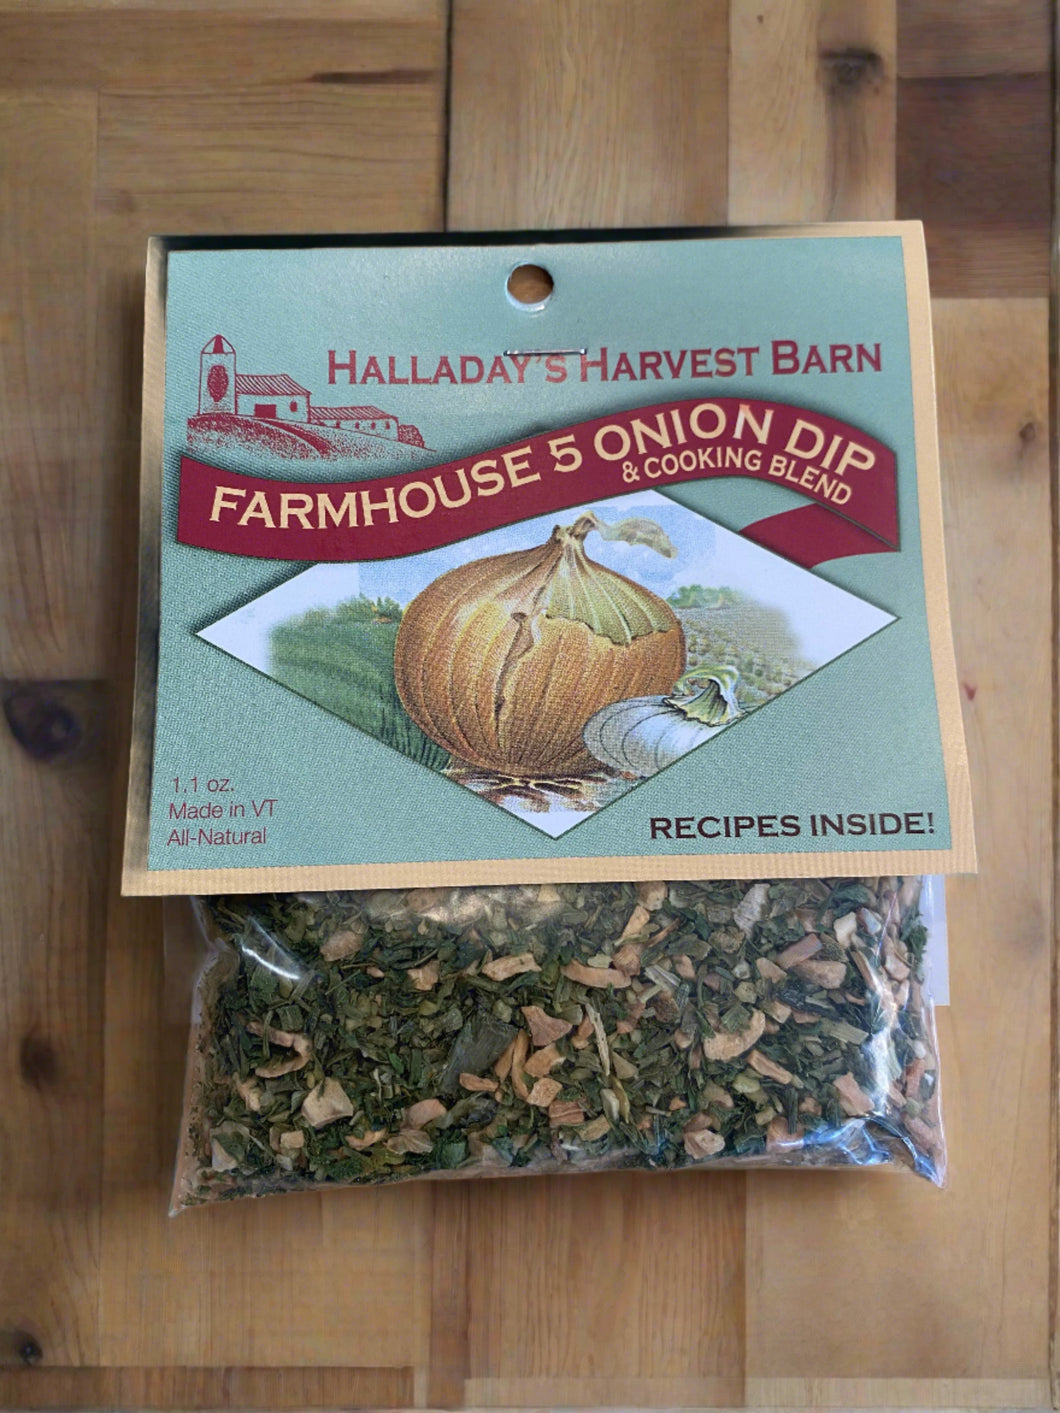 HALLADAY'S HARVEST BARN
FARMHOUSE 5 ONION DIP
& COOKING BLEND
1.1 oz.
Made in VT
All-Natural
RECIPES INSIDE!